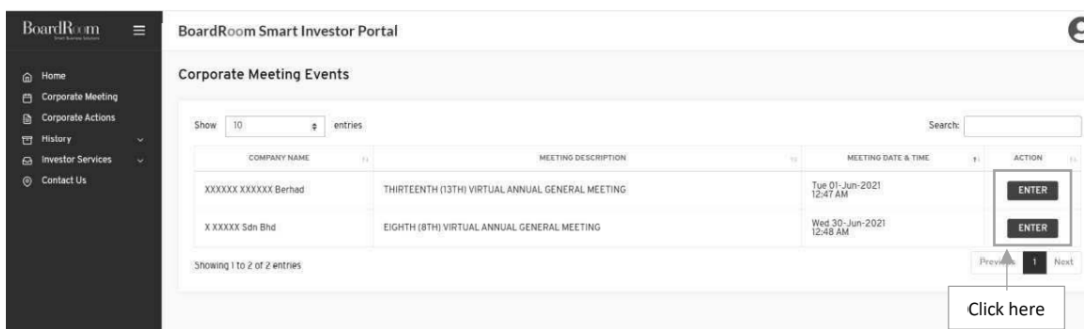 BoardRoom
BoardRoom Smart Investor Portal
Home
Corporate Meeting
Corporate Actions
History
Investor Services
Contact Us
Corporate Meeting Events
Show 10 entries
Search:
COMPANY NAME MEETING DESCRIPTION MEETING DATE & TIME ACTION
XXXXXX XXXXXX Berhad THIRTEENTH (13TH) VIRTUAL ANNUAL GENERAL MEETING Tue 01-Jun-2021 ENTER
12:47 AM
X XXXXX Sdn Bhd EIGHTH (8TH) VIRTUAL ANNUAL GENERAL MEETING Wed 30-Jun-2021 ENTER
12:48 AM
Showing 1 to 2 of 2 entries
1 Next
Click here